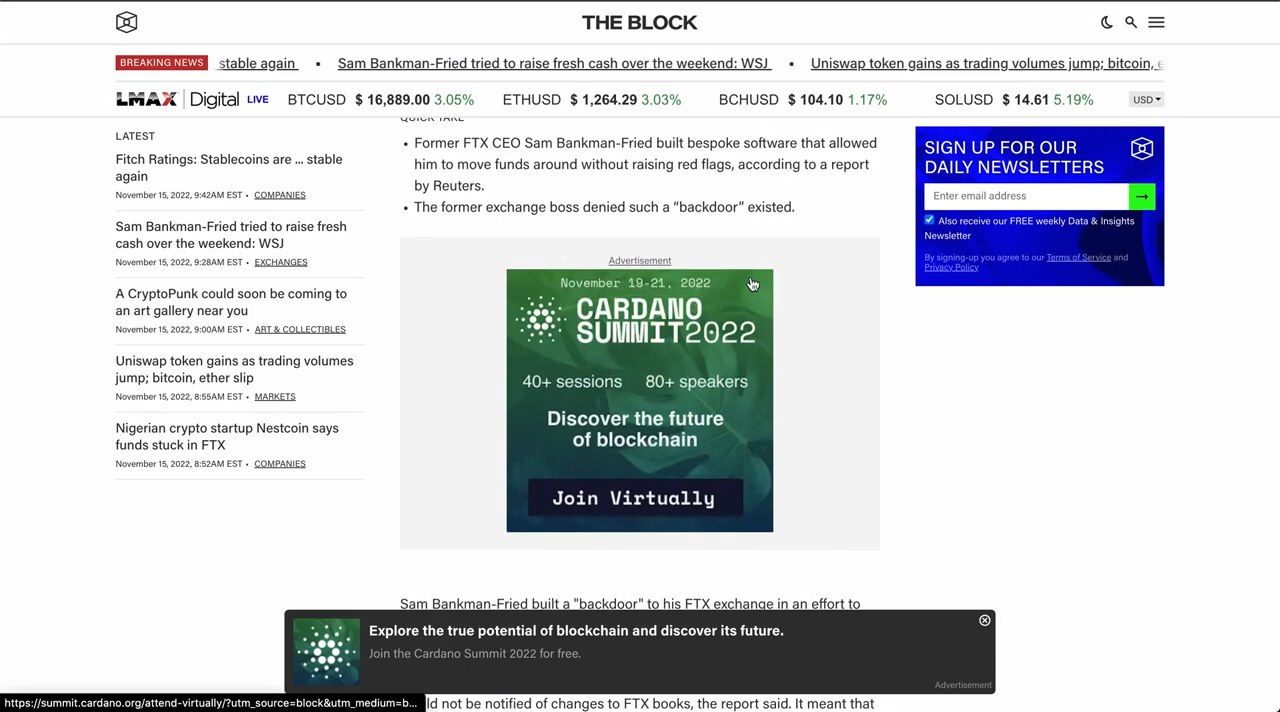 THE BLOCK
BREAKING NEWS stable again ▪ Sam Bankman-Fried tried to raise fresh cash over the weekend: WSJ ▪ Uniswap token gains as trading volumes jump; bitcoin,
LMAX Digital LIVE BTCUSD $ 16,889.00 3.05% ETHUSD $ 1,264.29 3.03% BCHUSD $ 104.10 1.17% SOLUSD $ 14.61 5.19% USD
LATEST
Fitch Ratings: Stablecoins are ... stable
again
November 15, 2022, 9:42AM EST • COMPANIES
Sam Bankman-Fried tried to raise fresh
cash over the weekend: WSJ
November 15, 2022, 9:28AM EST • EXCHANGES
A CryptoPunk could soon be coming to
an art gallery near you
November 15, 2022, 9:00AM EST • ART & COLLECTIBLES
Uniswap token gains as trading volumes
jump; bitcoin, ether slip
November 15, 2022, 8:55AM EST • MARKETS
Nigerian crypto startup Nestcoin says
funds stuck in FTX
November 15, 2022, 8:52AM EST • COMPANIES
QUICK TAKE
• Former FTX CEO Sam Bankman-Fried built bespoke software that allowed
him to move funds around without raising red flags, according to a report
by Reuters.
• The former exchange boss denied such a “backdoor” existed.
Advertisement
November 19-21, 2022
CARDANO
SUMMIT2022
40+ sessions 80+ speakers
Discover the future
of blockchain
Join Virtually
Sam Bankman-Fried built a "backdoor" to his FTX exchange in an effort to
SIGN UP FOR OUR
DAILY NEWSLETTERS
Enter email address →
Also receive our FREE weekly Data & Insights
Newsletter
By signing-up you agree to our Terms of Service and
Privacy Policy
Explore the true potential of blockchain and discover its future.
Join the Cardano Summit 2022 for free.
Advertisement
https://summit.cardano.org/attend-virtually/?utm_source=block&utm_medium=b...
ld not be notified of changes to FTX books, the report said. It meant that